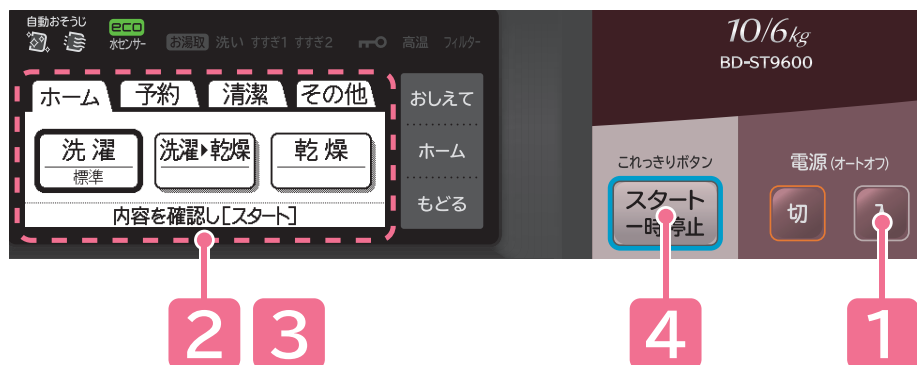 自動おそうじ
eco
水センサー
お湯取 洗い すすぎ1 すすぎ2 高温 フィルター
ホーム 予約 清潔 その他
洗濯 洗濯▶乾燥 乾燥
標準
内容を確認し[スタート]
おしえて
ホーム
もどる
10/6kg
BD-ST9600
これっきりボタン
スタート
一時停止
電源(オートオフ)
切
2 3 4 1